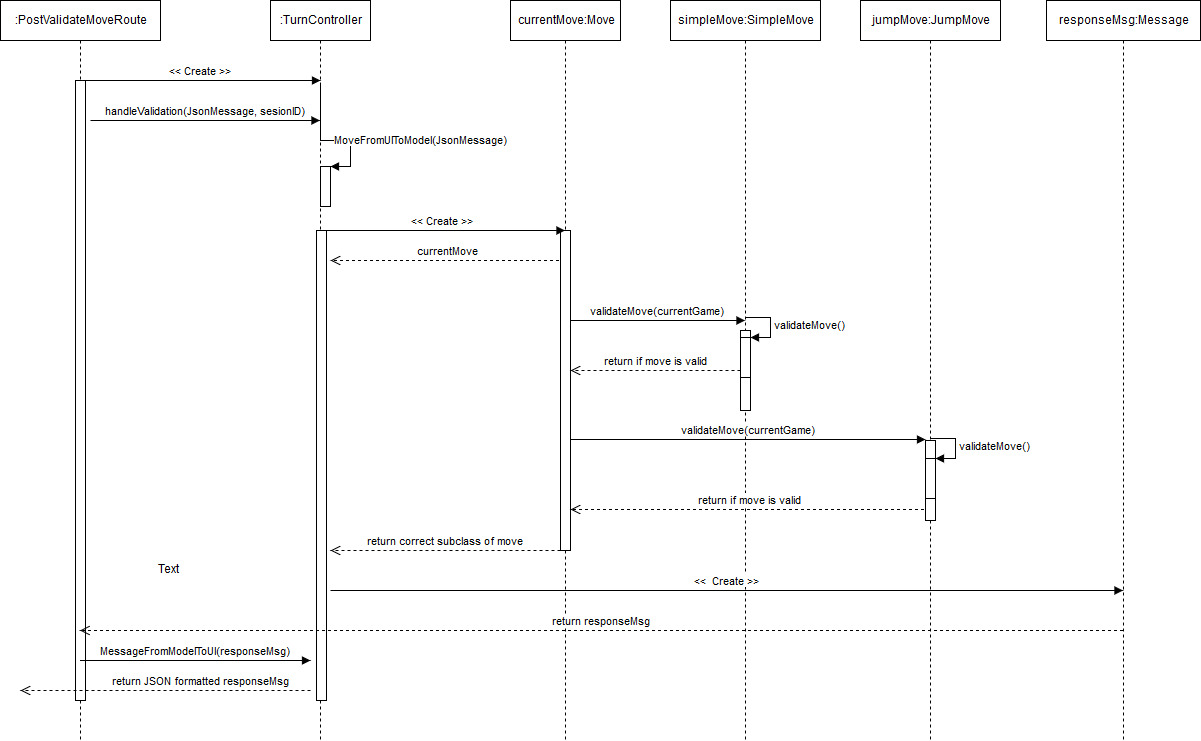 :PostValidateMoveRoute
:TurnController
currentMove:Move
simpleMove:SimpleMove
jumpMove:JumpMove
responseMsg:Message
<< Create >>
handleValidation(JsonMessage, sesionID)
MoveFromUIToModel(JsonMessage)
<< Create >>
currentMove
validateMove(currentGame)
validateMove()
return if move is valid
validateMove(currentGame)
validateMove()
return if move is valid
return correct subclass of move
Text
<< Create >>
return responseMsg
MessageFromModelToUI(responseMsg)
return JSON formatted responseMsg